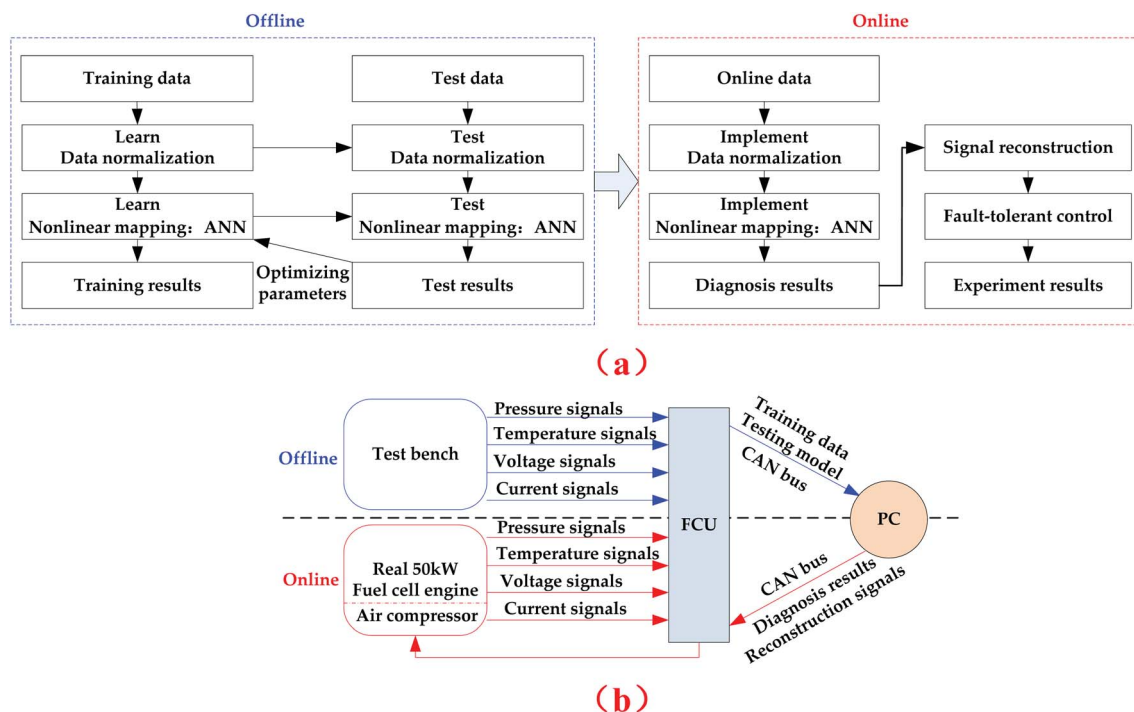 Offline
Training data
Learn
Data normalization
Learn
Nonlinear mapping：ANN
Training results
Test data
Test
Data normalization
Test
Nonlinear mapping：ANN
Test results
Optimizing
parameters
Online
Online data
Implement
Data normalization
Implement
Nonlinear mapping：ANN
Diagnosis results
Signal reconstruction
Fault-tolerant control
Experiment results
（a）
Offline
Test bench
Pressure signals
Temperature signals
Voltage signals
Current signals
Online
Real 50kW
Fuel cell engine
Air compressor
Pressure signals
Temperature signals
Voltage signals
Current signals
FCU
Training data
Testing model
CAN bus
PC
CAN bus
Diagnosis results
Reconstruction signals
（b）